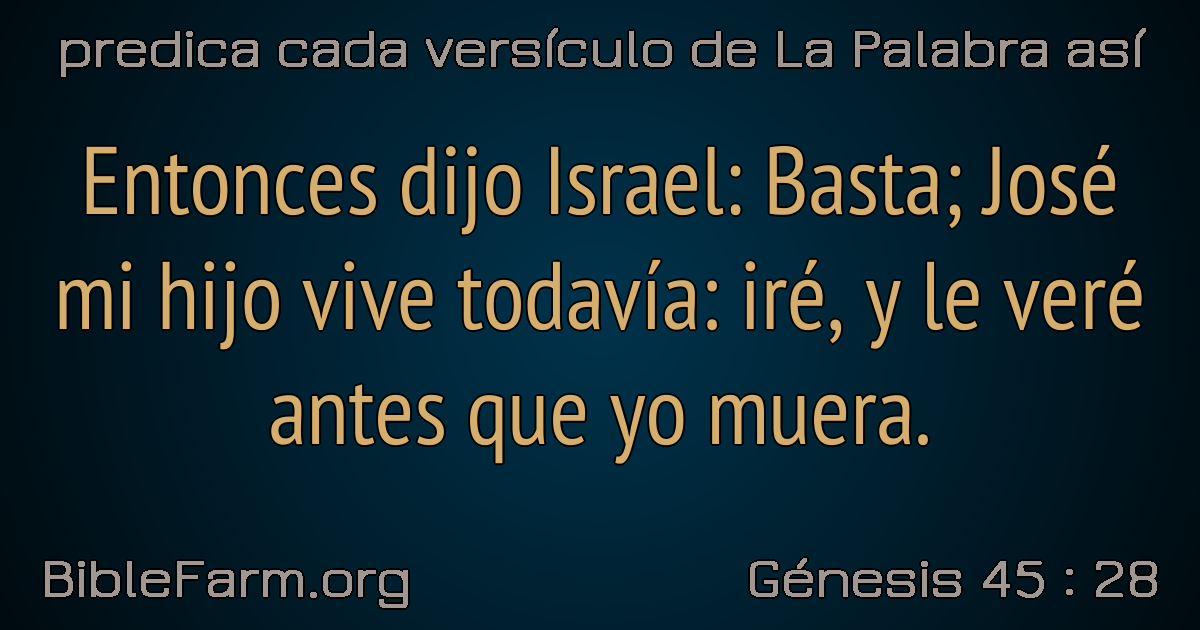 predica cada versículo de La Palabra así
Entonces dijo Israel: Basta; José
mi hijo vive todavía: iré, y le veré
antes que yo muera.
BibleFarm.org
Génesis 45 : 28